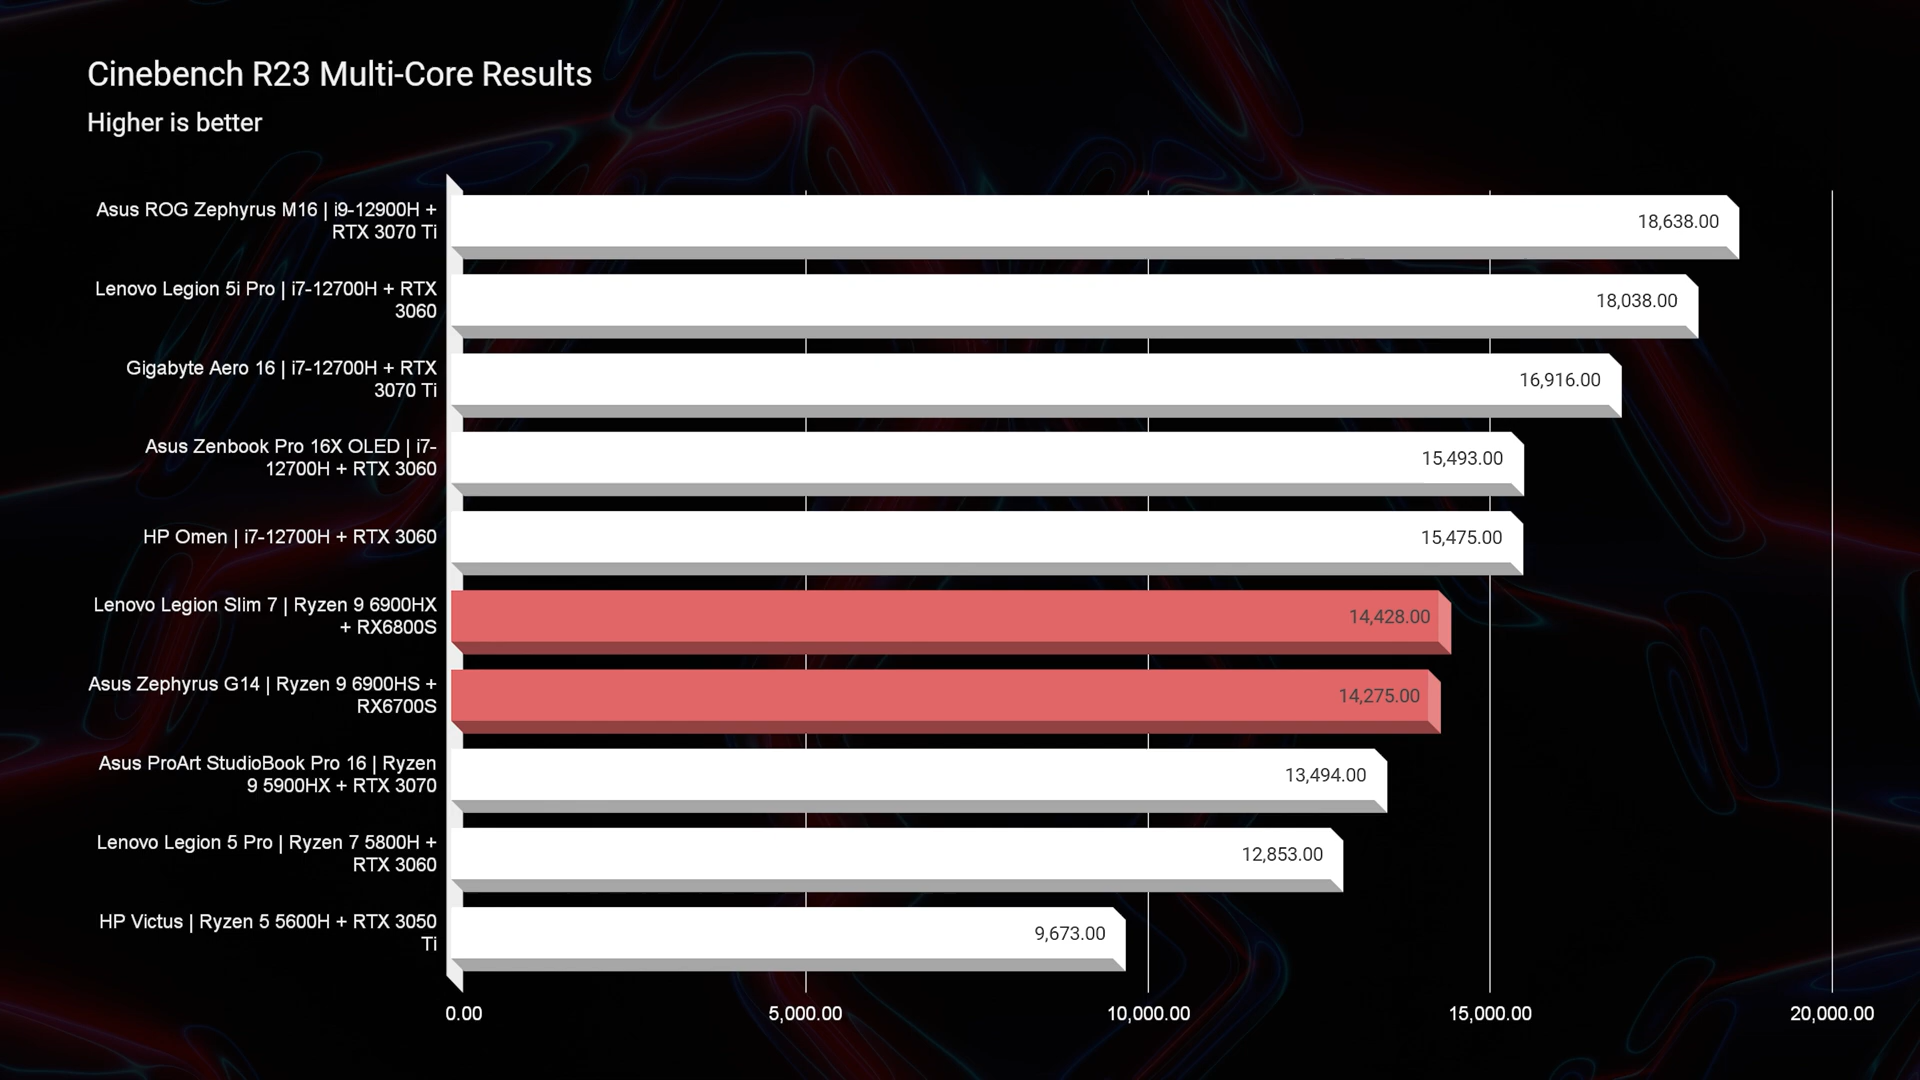 Cinebench R23 Multi-Core Results
Higher is better
Asus ROG Zephyrus M16 | i9-12900H +
RTX 3070 Ti
18,638.00
Lenovo Legion 5i Pro | i7-12700H + RTX
3060
18,038.00
Gigabyte Aero 16 | i7-12700H + RTX
3070 Ti
16,916.00
Asus Zenbook Pro 16X OLED | i7-
12700H + RTX 3060
15,493.00
HP Omen | i7-12700H + RTX 3060
15,475.00
Lenovo Legion Slim 7 | Ryzen 9 6900HX
+ RX6800S
14,428.00
Asus Zephyrus G14 | Ryzen 9 6900HS +
RX6700S
14,275.00
Asus ProArt StudioBook Pro 16 | Ryzen
9 5900HX + RTX 3070
13,494.00
Lenovo Legion 5 Pro | Ryzen 7 5800H +
RTX 3060
12,853.00
HP Victus | Ryzen 5 5600H + RTX 3050
Ti
9,673.00
0.00
5,000.00
10,000.00
15,000.00
20,000.00